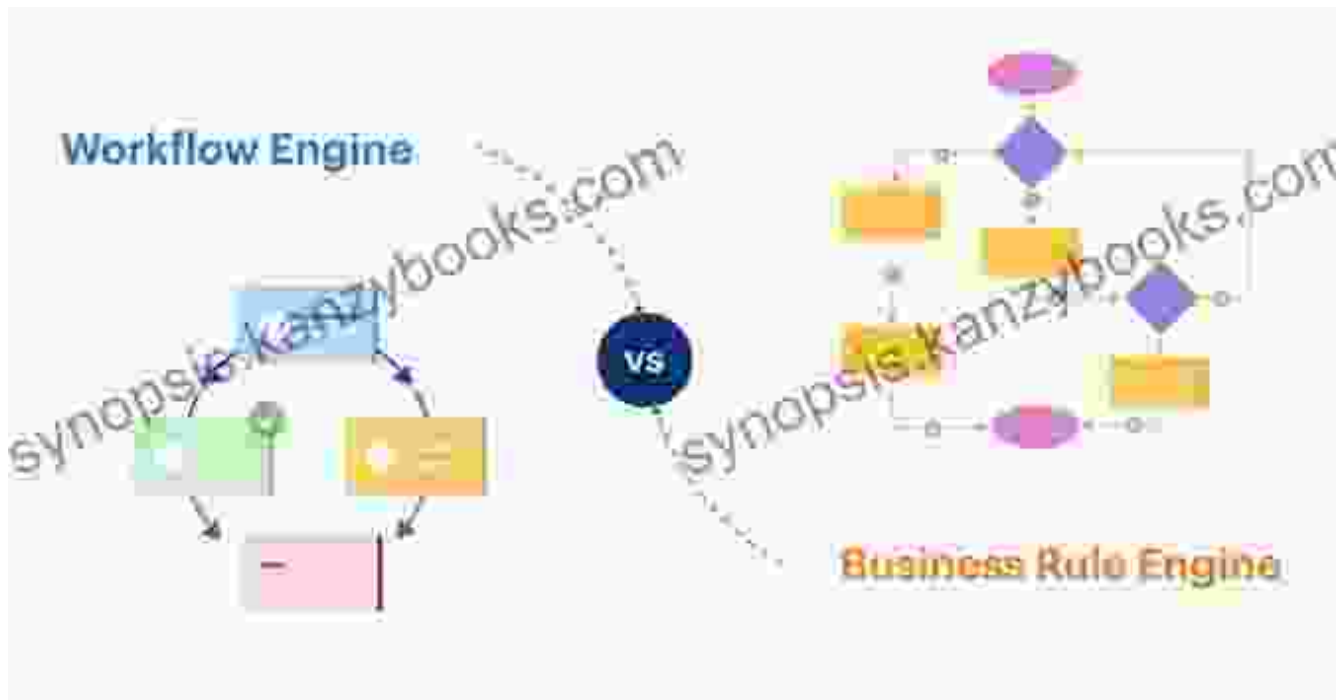 Workflow Engine
synopsis.kanzybooks.com
vs
synopsis.kanzybooks.com
Business Rule Engine